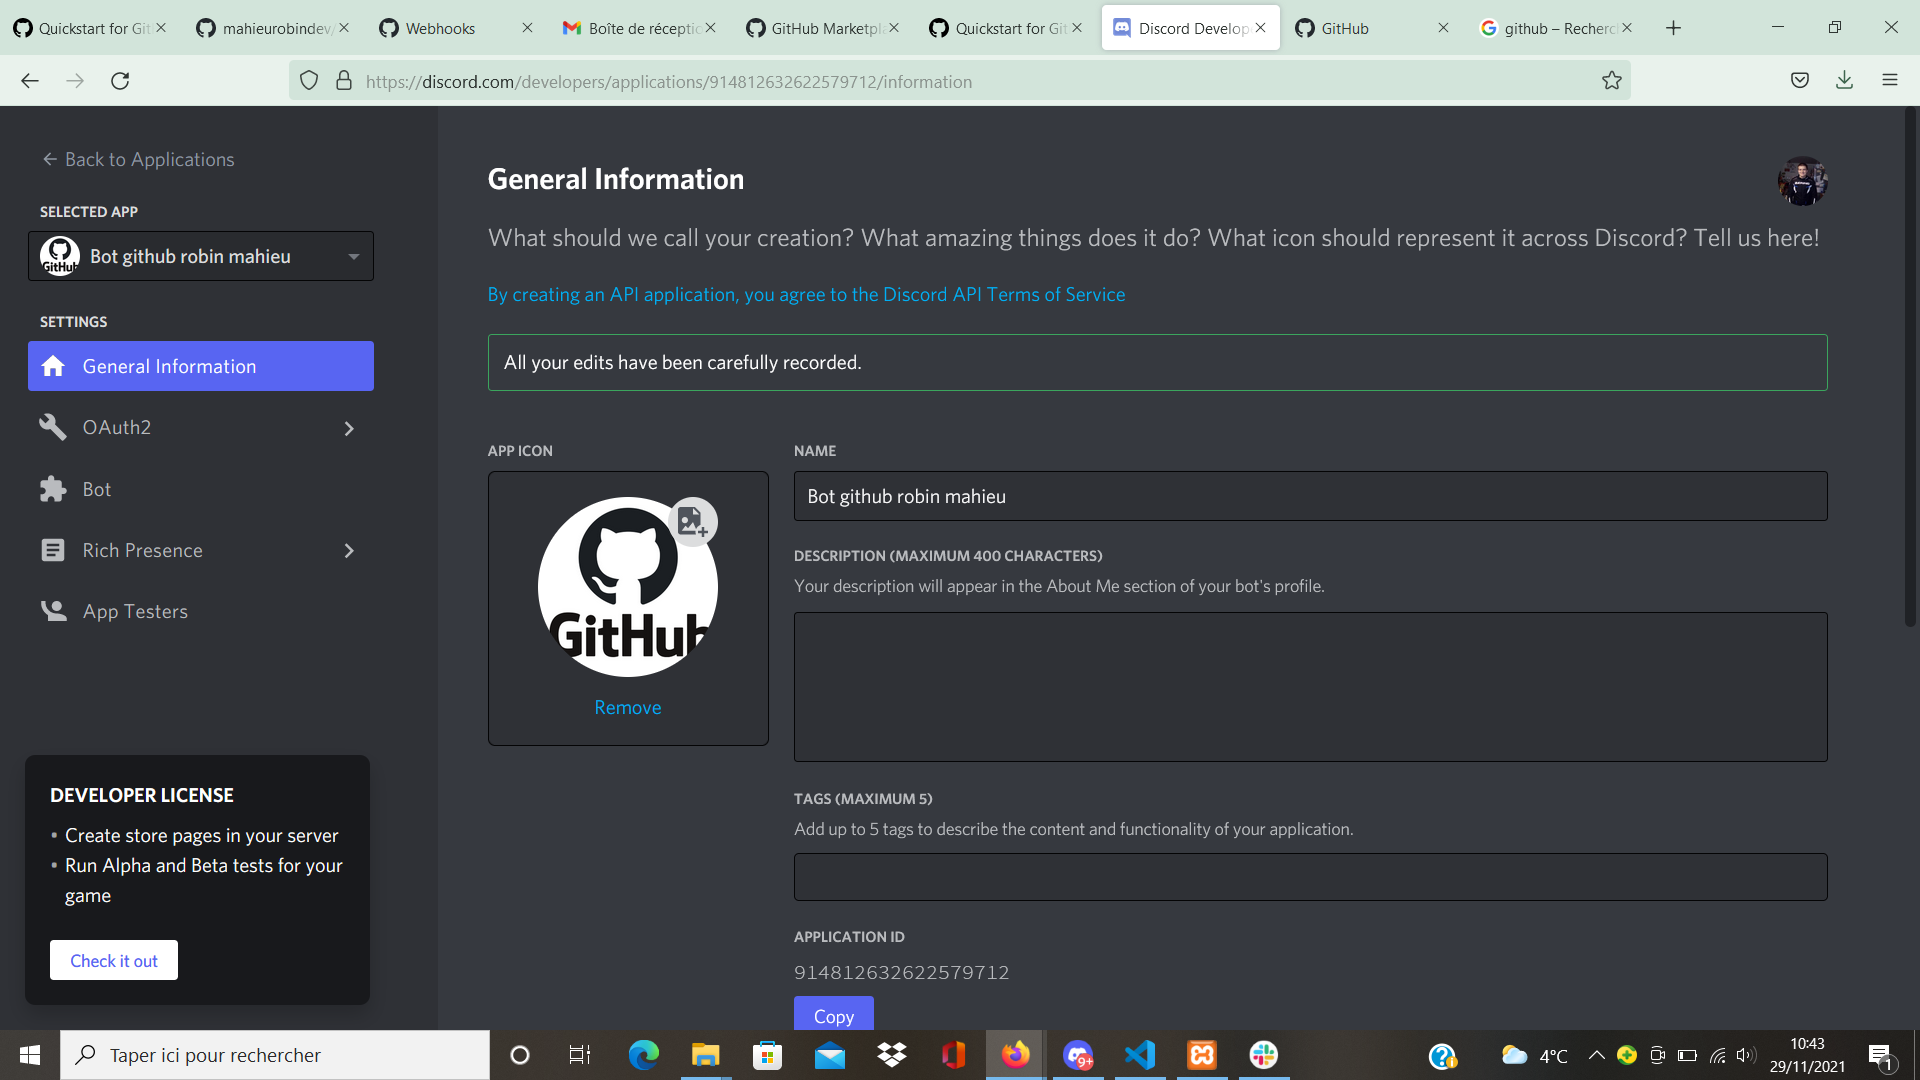 Quickstart for Git
mahieurobindev/
Webhooks
Boîte de réceptio
GitHub Marketpla
Quickstart for Git
Discord Develop
GitHub
github – Recherc
https://discord.com/developers/applications/914812632622579712/information
Back to Applications
SELECTED APP
GitHub
Bot github robin mahieu
SETTINGS
General Information
OAuth2
Bot
Rich Presence
App Testers
DEVELOPER LICENSE
• Create store pages in your server
• Run Alpha and Beta tests for your
game
Check it out
General Information
What should we call your creation? What amazing things does it do? What icon should represent it across Discord? Tell us here!
By creating an API application, you agree to the Discord API Terms of Service
All your edits have been carefully recorded.
APP ICON
GitHub
Remove
NAME
Bot github robin mahieu
DESCRIPTION (MAXIMUM 400 CHARACTERS)
Your description will appear in the About Me section of your bot's profile.
TAGS (MAXIMUM 5)
Add up to 5 tags to describe the content and functionality of your application.
APPLICATION ID
914812632622579712
Copy
Taper ici pour rechercher
9+
4°C
10:43
29/11/2021
1